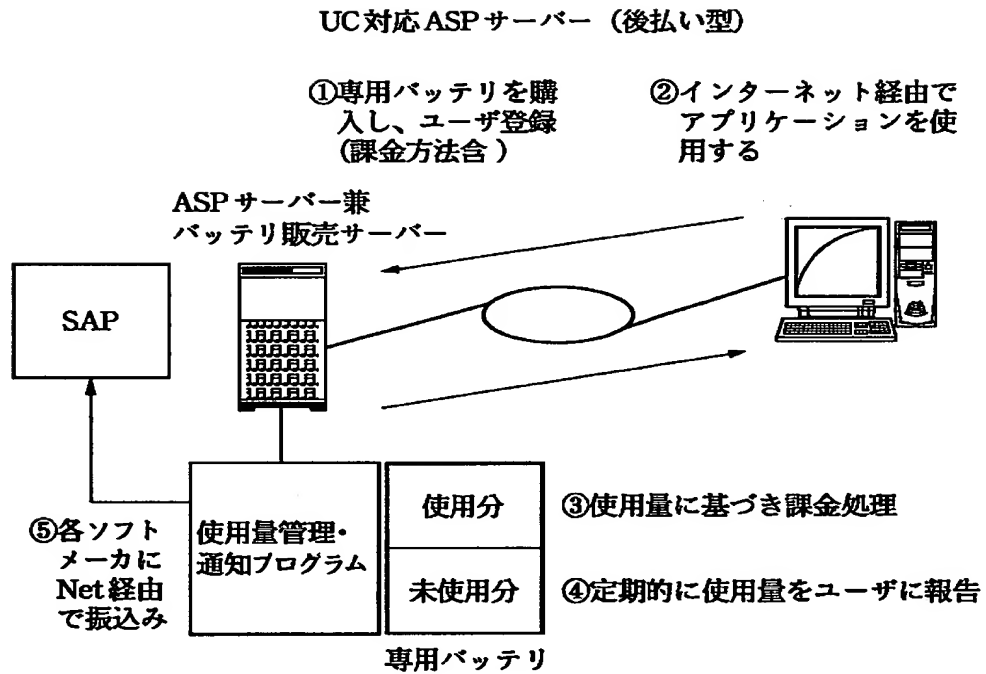 UC対応ASPサーバー（後払い型）
①専用バッテリを購
入し、ユーザ登録
(課金方法含 )
②インターネット経由で
アプリケーションを使
用する
ASPサーバー兼
バッテリ販売サーバー
SAP
⑤各ソフト
メーカに
Net経由
で振込み
使用量管理・
通知プログラム
使用分
未使用分
③使用量に基づき課金処理
④定期的に使用量をユーザに報告
専用バッテリ